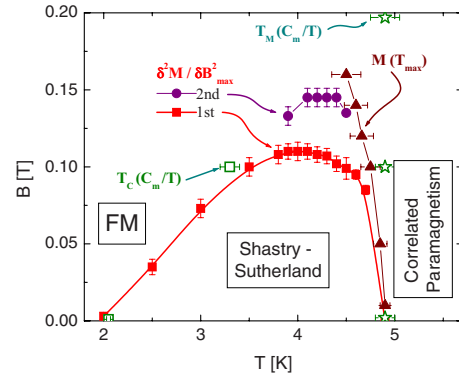 0.20
0.15
0.10
0.05
0.00
B [T]
T_M (C_m/T)
δ²M / δB²_max
2nd
1st
M (T_max)
T_C (C_m/T)
FM
Shastry -
Sutherland
Correlated
Paramagnetism
2 3 4 5
T [K]